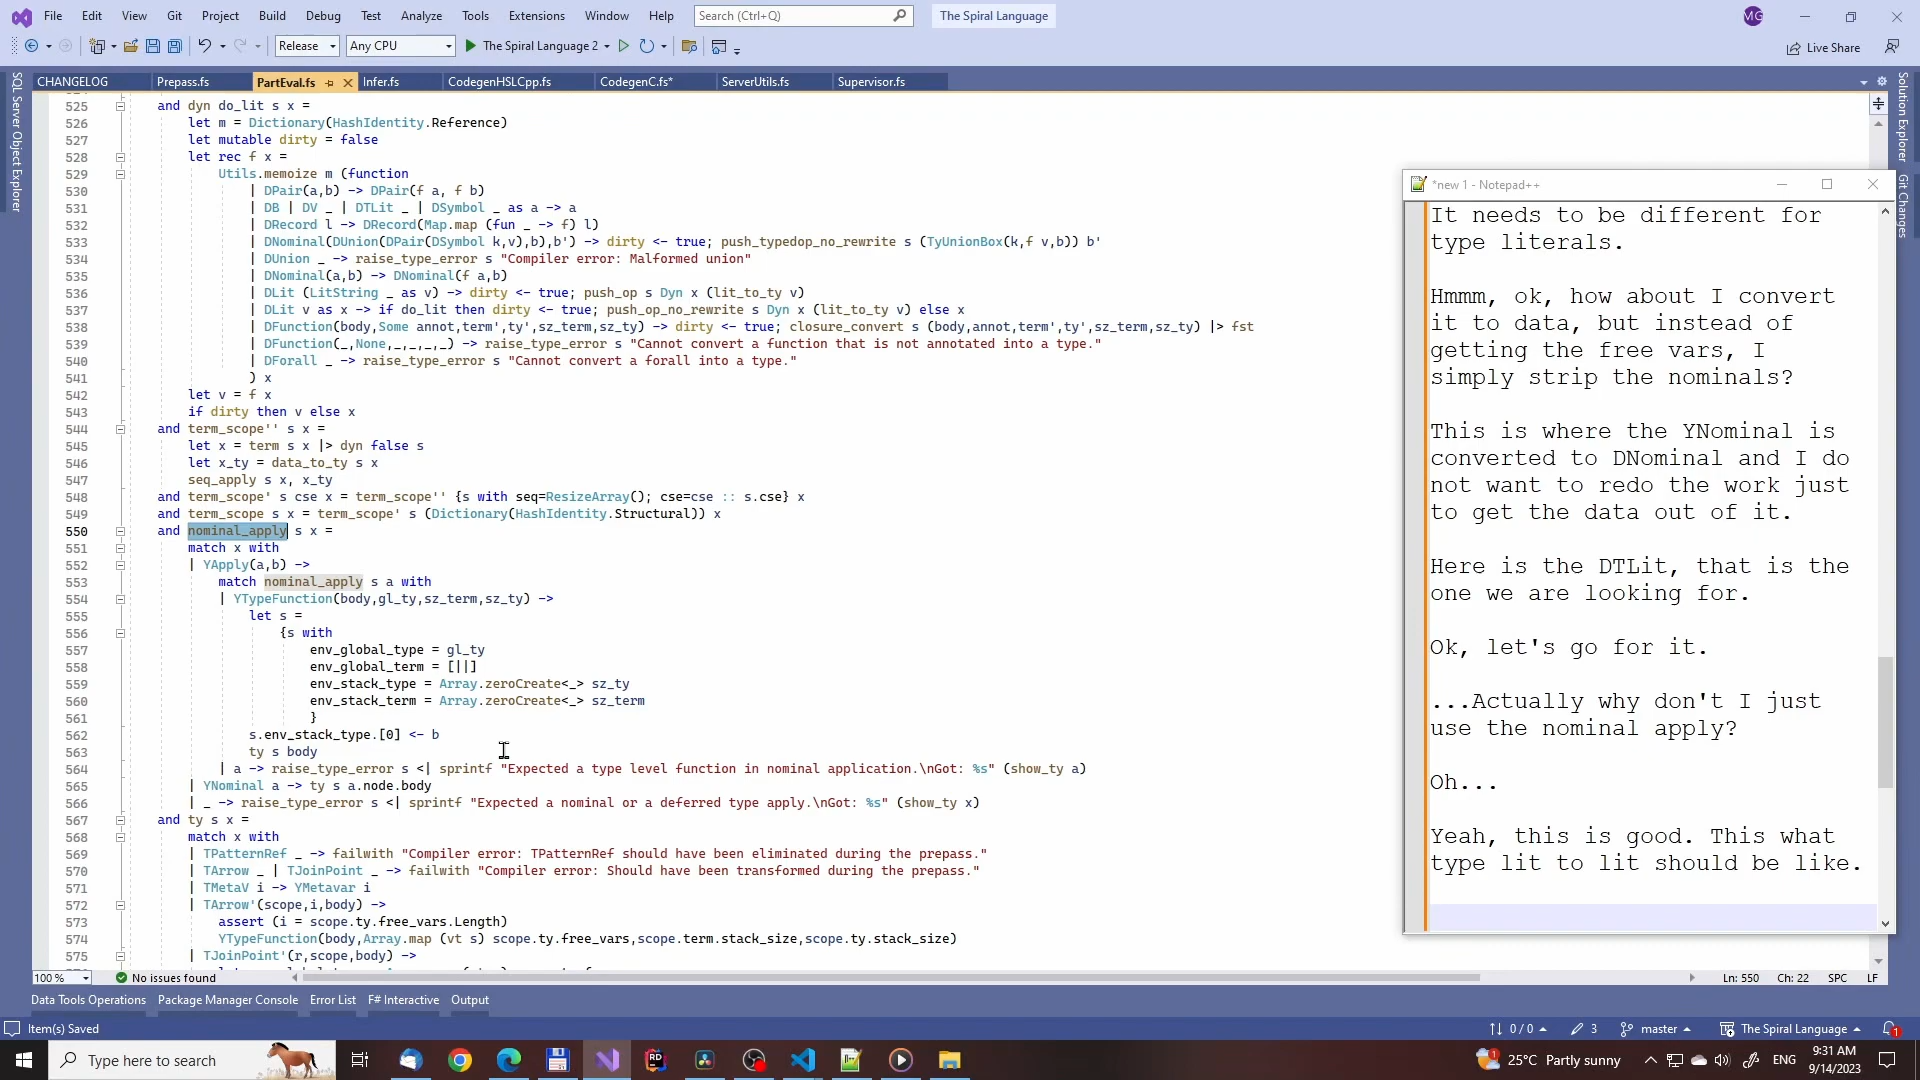 File Edit View Git Project Build Debug Test Analyze Tools Extensions Window Help Search (Ctrl+Q) The Spiral Language MG
Release Any CPU The Spiral Language 2 Live Share
CHANGELOG Prepass.fs PartEval.fs Infer.fs CodegenHSLCpp.fs CodegenC.fs* ServerUtils.fs Supervisor.fs
SQL Server Object Explorer
Solution Explorer
Git Changes
525 and dyn do_lit s x =
526 let m = Dictionary(HashIdentity.Reference)
527 let mutable dirty = false
528 let rec f x =
529 Utils.memoize m (function
530 | DPair(a,b) -> DPair(f a, f b)
531 | DB | DV _ | DTLit _ | DSymbol _ as a -> a
532 | DRecord l -> DRecord(Map.map (fun _ -> f) l)
533 | DNominal(DUnion(DPair(DSymbol k,v),b),b') -> dirty <- true; push_typedop_no_rewrite s (TyUnionBox(k,f v,b)) b'
534 | DUnion _ -> raise_type_error s "Compiler error: Malformed union"
535 | DNominal(a,b) -> DNominal(f a,b)
536 | DLit (LitString _ as v) -> dirty <- true; push_op s Dyn x (lit_to_ty v)
537 | DLit v as x -> if do_lit then dirty <- true; push_op_no_rewrite s Dyn x (lit_to_ty v) else x
538 | DFunction(body,Some annot,term',ty',sz_term,sz_ty) -> dirty <- true; closure_convert s (body,annot,term',ty',sz_term,sz_ty) |> fst
539 | DFunction(_,None,_,_,_,_) -> raise_type_error s "Cannot convert a function that is not annotated into a type."
540 | DForall _ -> raise_type_error s "Cannot convert a forall into a type."
541 ) x
542 let v = f x
543 if dirty then v else x
544 and term_scope'' s x =
545 let x = term s x |> dyn false s
546 let x_ty = data_to_ty s x
547 seq_apply s x, x_ty
548 and term_scope' s cse x = term_scope'' {s with seq=ResizeArray(); cse=cse :: s.cse} x
549 and term_scope s x = term_scope' s (Dictionary(HashIdentity.Structural)) x
550 and nominal_apply s x =
551 match x with
552 | YApply(a,b) ->
553 match nominal_apply s a with
554 | YTypeFunction(body,gl_ty,sz_term,sz_ty) ->
555 let s =
556 {s with
557 env_global_type = gl_ty
558 env_global_term = [||]
559 env_stack_type = Array.zeroCreate<_> sz_ty
560 env_stack_term = Array.zeroCreate<_> sz_term
561 }
562 s.env_stack_type.[0] <- b
563 ty s body
564 | a -> raise_type_error s <| sprintf "Expected a type level function in nominal application.\nGot: %s" (show_ty a)
565 | YNominal a -> ty s a.node.body
566 | _ -> raise_type_error s <| sprintf "Expected a nominal or a deferred type apply.\nGot: %s" (show_ty x)
567 and ty s x =
568 match x with
569 | TPatternRef _ -> failwith "Compiler error: TPatternRef should have been eliminated during the prepass."
570 | TArrow _ | TJoinPoint _ -> failwith "Compiler error: Should have been transformed during the prepass."
571 | TMetaV i -> YMetavar i
572 | TArrow'(scope,i,body) ->
573 assert (i = scope.ty.free_vars.Length)
574 YTypeFunction(body,Array.map (vt s) scope.ty.free_vars,scope.term.stack_size,scope.ty.stack_size)
575 | TJoinPoint'(r,scope,body) ->
*new 1 - Notepad++
It needs to be different for
type literals.
Hmmm, ok, how about I convert
it to data, but instead of
getting the free vars, I
simply strip the nominals?
This is where the YNominal is
converted to DNominal and I do
not want to redo the work just
to get the data out of it.
Here is the DTLit, that is the
one we are looking for.
Ok, let's go for it.
...Actually why don't I just
use the nominal apply?
Oh...
Yeah, this is good. This what
type lit to lit should be like.
100 % No issues found Ln: 550 Ch: 22 SPC LF
Data Tools Operations Package Manager Console Error List F# Interactive Output
Item(s) Saved 0 / 0 3 master The Spiral Language 1
Type here to search 1 25°C Partly sunny ENG 9:31 AM
9/14/2023